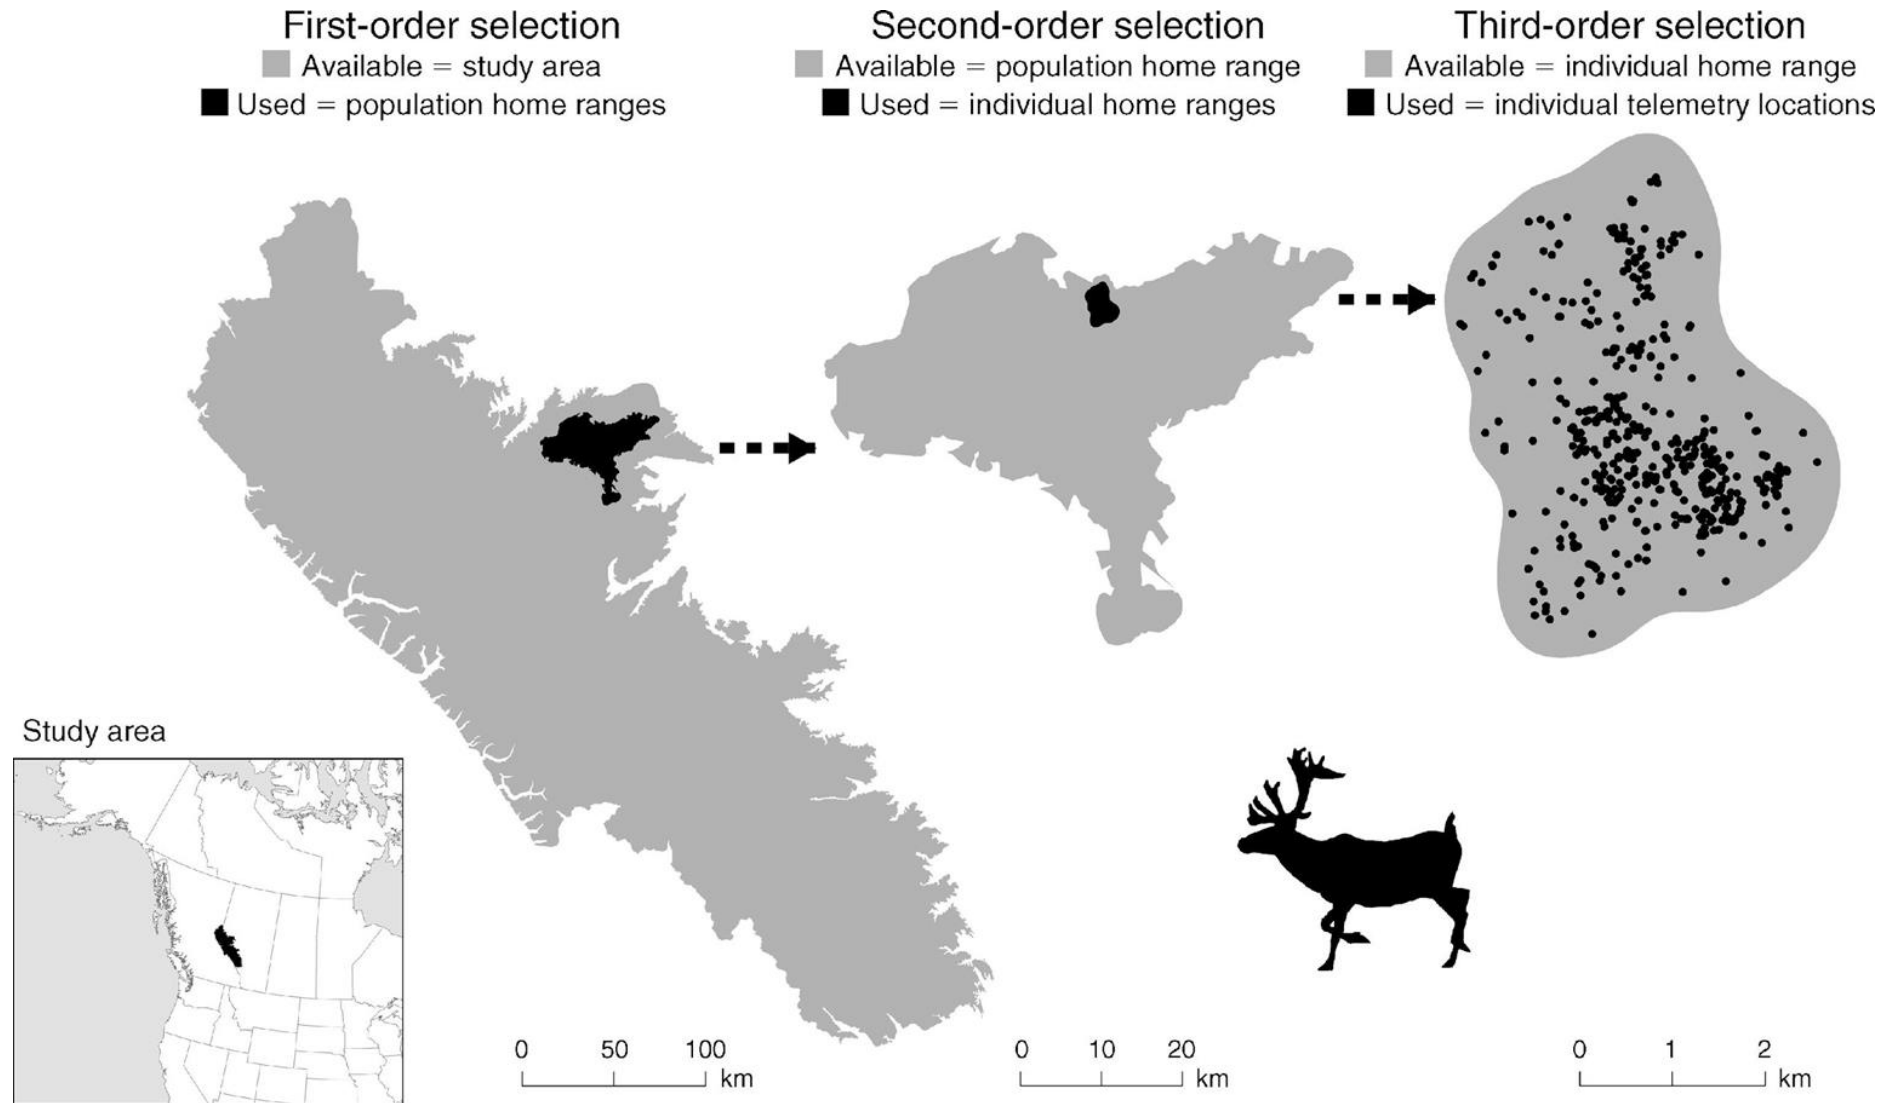 First-order selection
Available = study area
Used = population home ranges
Second-order selection
Available = population home range
Used = individual home ranges
Third-order selection
Available = individual home range
Used = individual telemetry locations
Study area
0 50 100
km
0 10 20
km
0 1 2
km